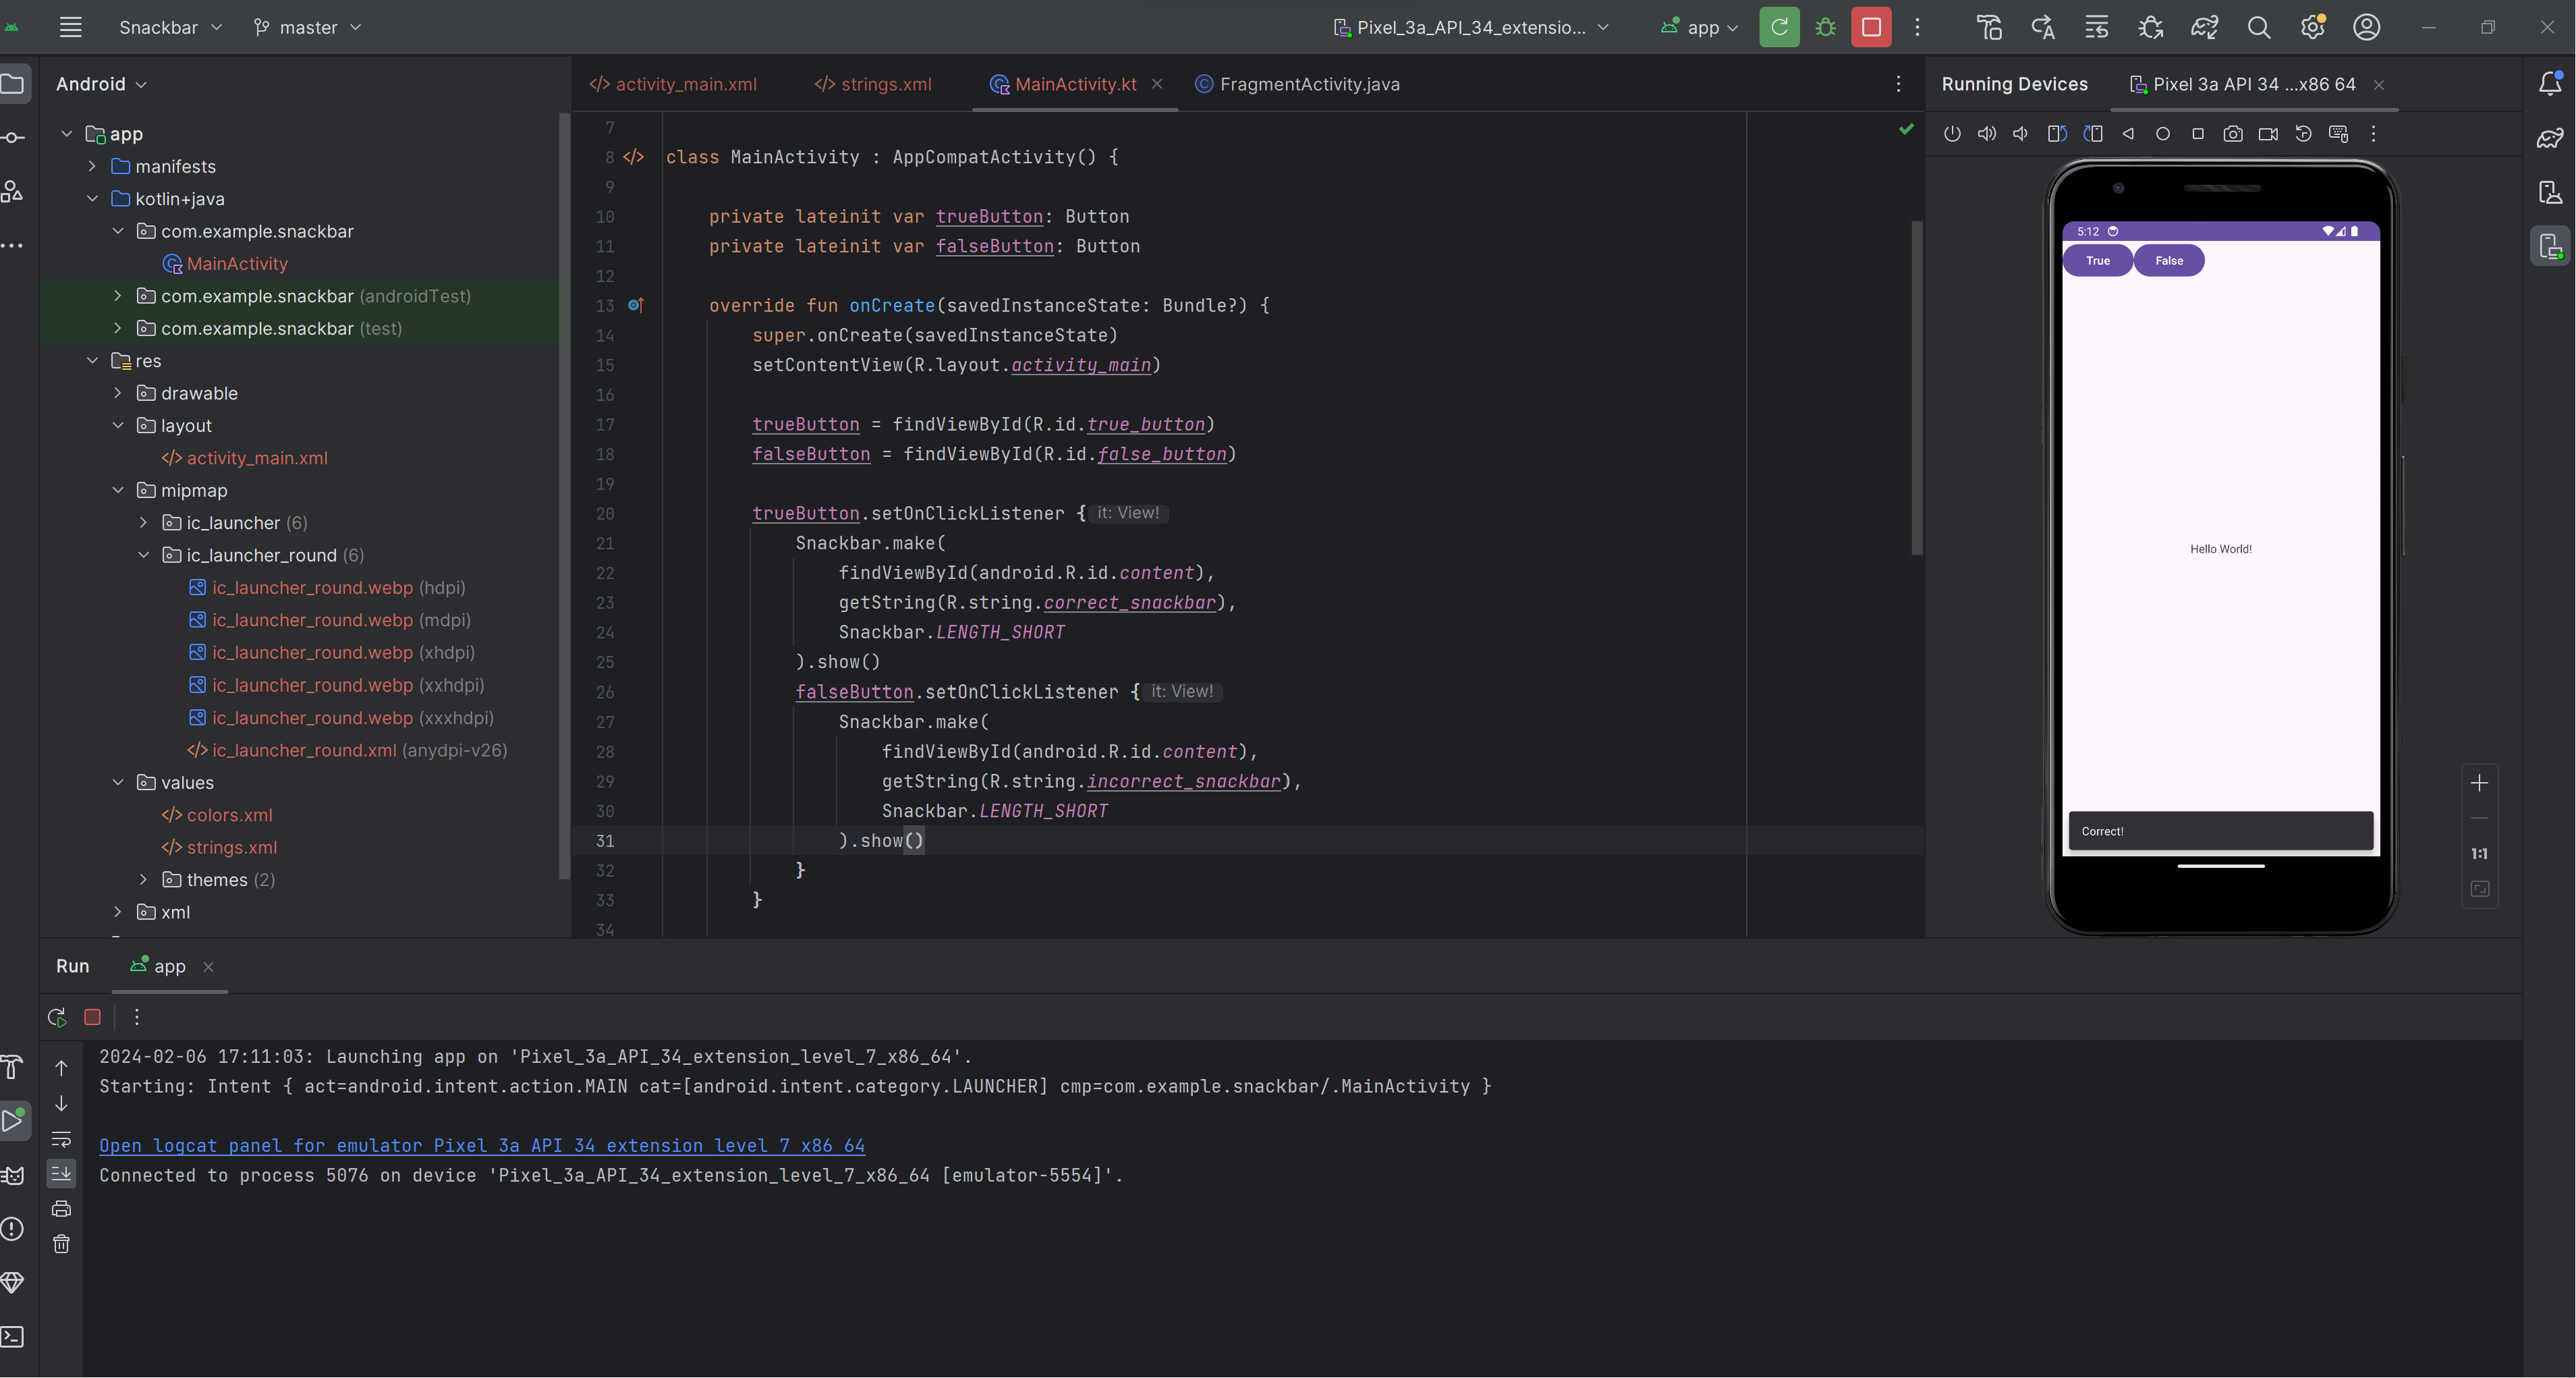 Snackbar master Pixel_3a_API_34_extensio... app
Android
activity_main.xml strings.xml MainActivity.kt FragmentActivity.java
Running Devices Pixel 3a API 34 ...x86 64
app
manifests
kotlin+java
com.example.snackbar
MainActivity
com.example.snackbar (androidTest)
com.example.snackbar (test)
res
drawable
layout
activity_main.xml
mipmap
ic_launcher (6)
ic_launcher_round (6)
ic_launcher_round.webp (hdpi)
ic_launcher_round.webp (mdpi)
ic_launcher_round.webp (xhdpi)
ic_launcher_round.webp (xxhdpi)
ic_launcher_round.webp (xxxhdpi)
ic_launcher_round.xml (anydpi-v26)
values
colors.xml
strings.xml
themes (2)
xml
7
8 class MainActivity : AppCompatActivity() {
9
10 private lateinit var trueButton: Button
11 private lateinit var falseButton: Button
12
13 override fun onCreate(savedInstanceState: Bundle?) {
14 super.onCreate(savedInstanceState)
15 setContentView(R.layout.activity_main)
16
17 trueButton = findViewById(R.id.true_button)
18 falseButton = findViewById(R.id.false_button)
19
20 trueButton.setOnClickListener { it: View!
21 Snackbar.make(
22 findViewById(android.R.id.content),
23 getString(R.string.correct_snackbar),
24 Snackbar.LENGTH_SHORT
25 ).show()
26 falseButton.setOnClickListener { it: View!
27 Snackbar.make(
28 findViewById(android.R.id.content),
29 getString(R.string.incorrect_snackbar),
30 Snackbar.LENGTH_SHORT
31 ).show()
32 }
33 }
34
5:12
True False
Hello World!
Correct!
1:1
Run app
2024-02-06 17:11:03: Launching app on 'Pixel_3a_API_34_extension_level_7_x86_64'.
Starting: Intent { act=android.intent.action.MAIN cat=[android.intent.category.LAUNCHER] cmp=com.example.snackbar/.MainActivity }
Open logcat panel for emulator Pixel 3a API 34 extension level 7 x86 64
Connected to process 5076 on device 'Pixel_3a_API_34_extension_level_7_x86_64 [emulator-5554]'.